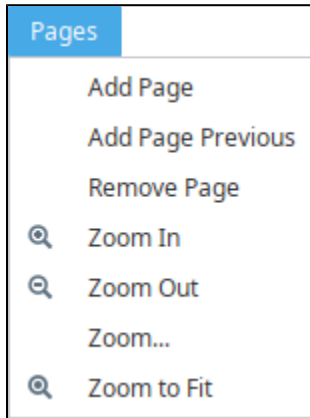 Pages
Add Page
Add Page Previous
Remove Page
Zoom In
Zoom Out
Zoom...
Zoom to Fit